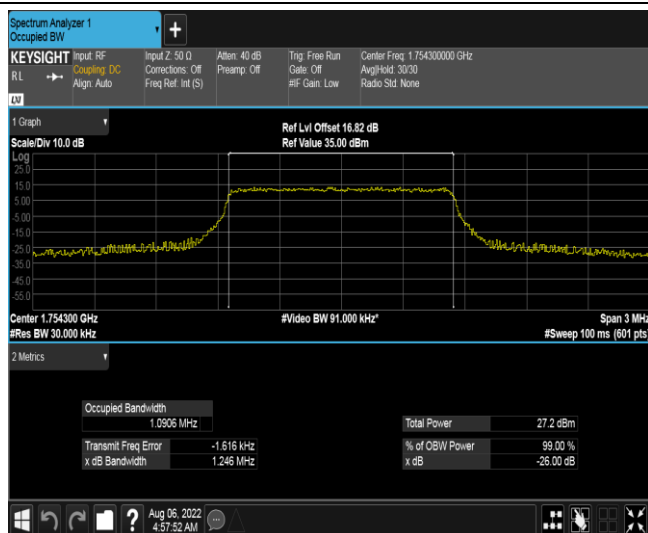 Spectrum Analyzer 1
Occupied BW
+
KEYSIGHT
RL
LXI
Input: RF
Coupling: DC
Align: Auto
Input Z: 50 Ω
Corrections: Off
Freq Ref: Int (S)
Atten: 40 dB
Preamp: Off
Trig: Free Run
Gate: Off
#IF Gain: Low
Center Freq: 1.754300000 GHz
Avg|Hold: 30/30
Radio Std: None
1 Graph
Scale/Div 10.0 dB
Ref Lvl Offset 16.82 dB
Ref Value 35.00 dBm
Log
25.0
15.0
5.00
-5.00
-15.0
-25.0
-35.0
-45.0
-55.0
Center 1.754300 GHz
#Res BW 30.000 kHz
#Video BW 91.000 kHz*
Span 3 MHz
#Sweep 100 ms (601 pts)
2 Metrics
Occupied Bandwidth
1.0906 MHz
Transmit Freq Error -1.616 kHz
x dB Bandwidth 1.246 MHz
Total Power 27.2 dBm
% of OBW Power 99.00 %
x dB -26.00 dB
?
Aug 06, 2022
4:57:52 AM